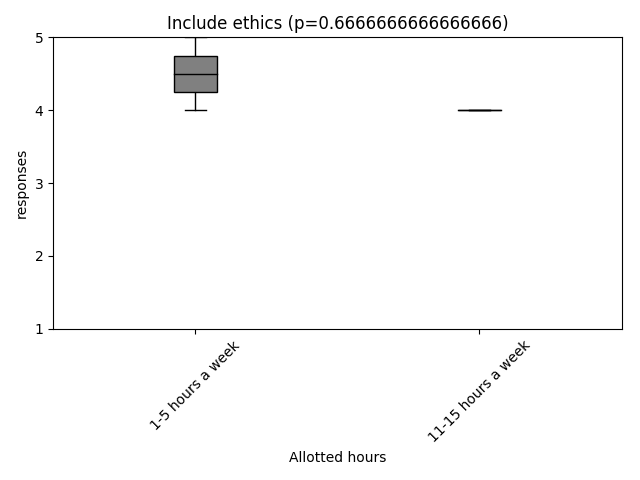 Include ethics (p=0.6666666666666666)
responses
5
4
3
2
1
1-5 hours a week
11-15 hours a week
Allotted hours